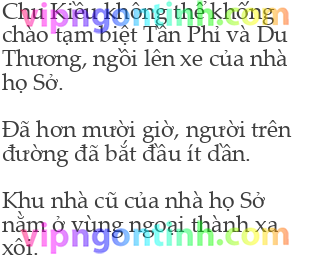 Chu Kiều không thể khống
chào tạm biệt Tần Phỉ và Du
Thương, ngồi lên xe của nhà
họ Sở.
Đã hơn mười giờ, người trên
đường đã bắt đầu ít dần.
Khu nhà cũ của nhà họ Sở
nằm ở vùng ngoại thành xa
xôi.
vipngontinh.com
vipngontinh.com